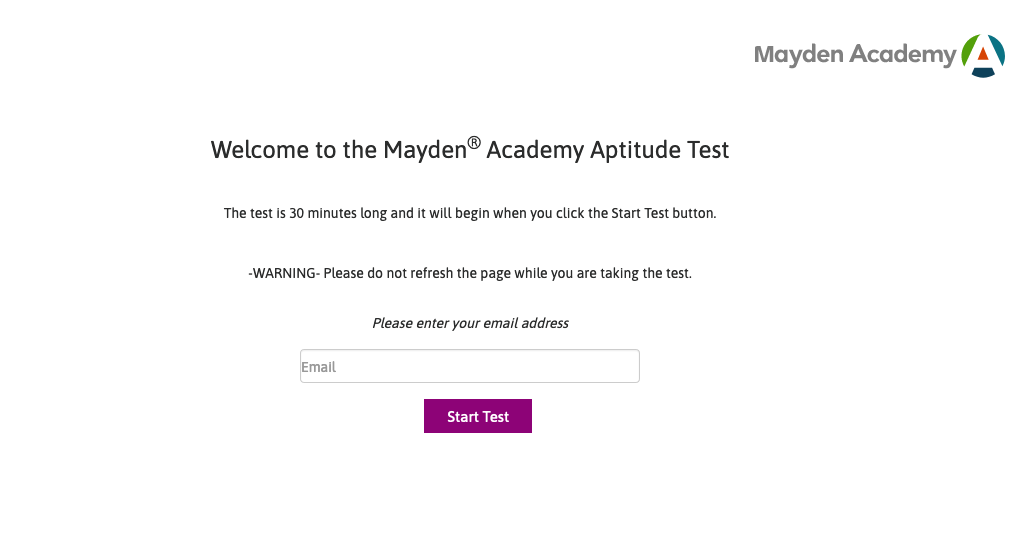 Mayden Academy
Welcome to the Mayden® Academy Aptitude Test
The test is 30 minutes long and it will begin when you click the Start Test button.
-WARNING- Please do not refresh the page while you are taking the test.
Please enter your email address
Email
Start Test